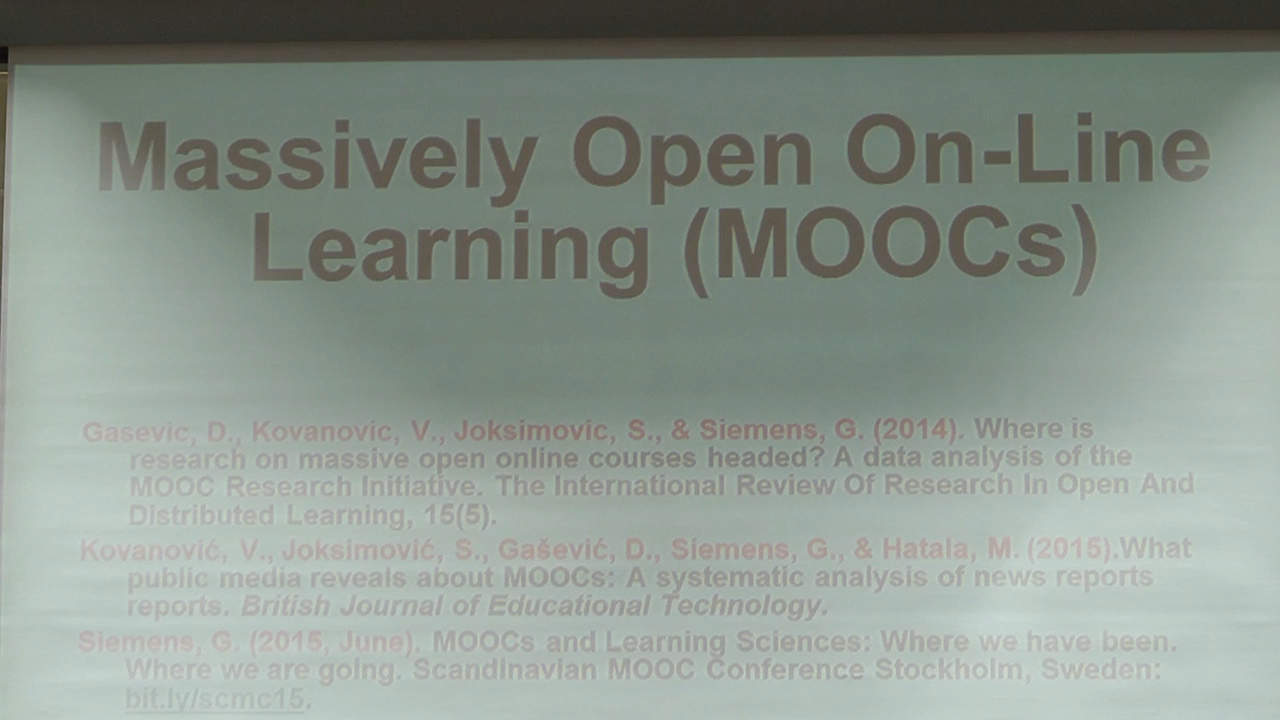 Massively Open On-Line
Learning (MOOCs)
Gasevic, D., Kovanovic, V., Joksimovic, S., & Siemens, G. (2014). Where is
research on massive open online courses headed? A data analysis of the
MOOC Research Initiative. The International Review Of Research In Open And
Distributed Learning, 15(5).
Kovanović, V., Joksimović, S., Gašević, D., Siemens, G., & Hatala, M. (2015).What
public media reveals about MOOCs: A systematic analysis of news reports
reports. British Journal of Educational Technology.
Siemens, G. (2015, June). MOOCs and Learning Sciences: Where we have been.
Where we are going. Scandinavian MOOC Conference Stockholm, Sweden:
bit.ly/scmc15.